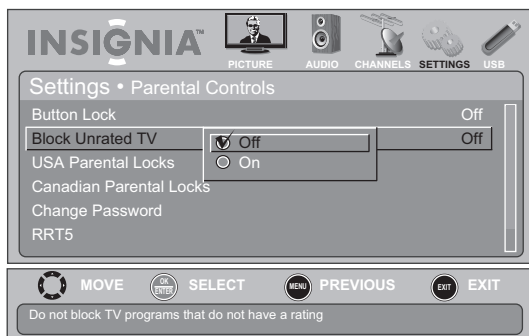 INSIGNIA™
PICTURE AUDIO CHANNELS SETTINGS USB
Settings • Parental Controls
Button Lock Off
Block Unrated TV Off
Off
USA Parental Locks On
Canadian Parental Locks
Change Password
RRT5
MOVE OK ENTER SELECT MENU PREVIOUS EXIT EXIT
Do not block TV programs that do not have a rating